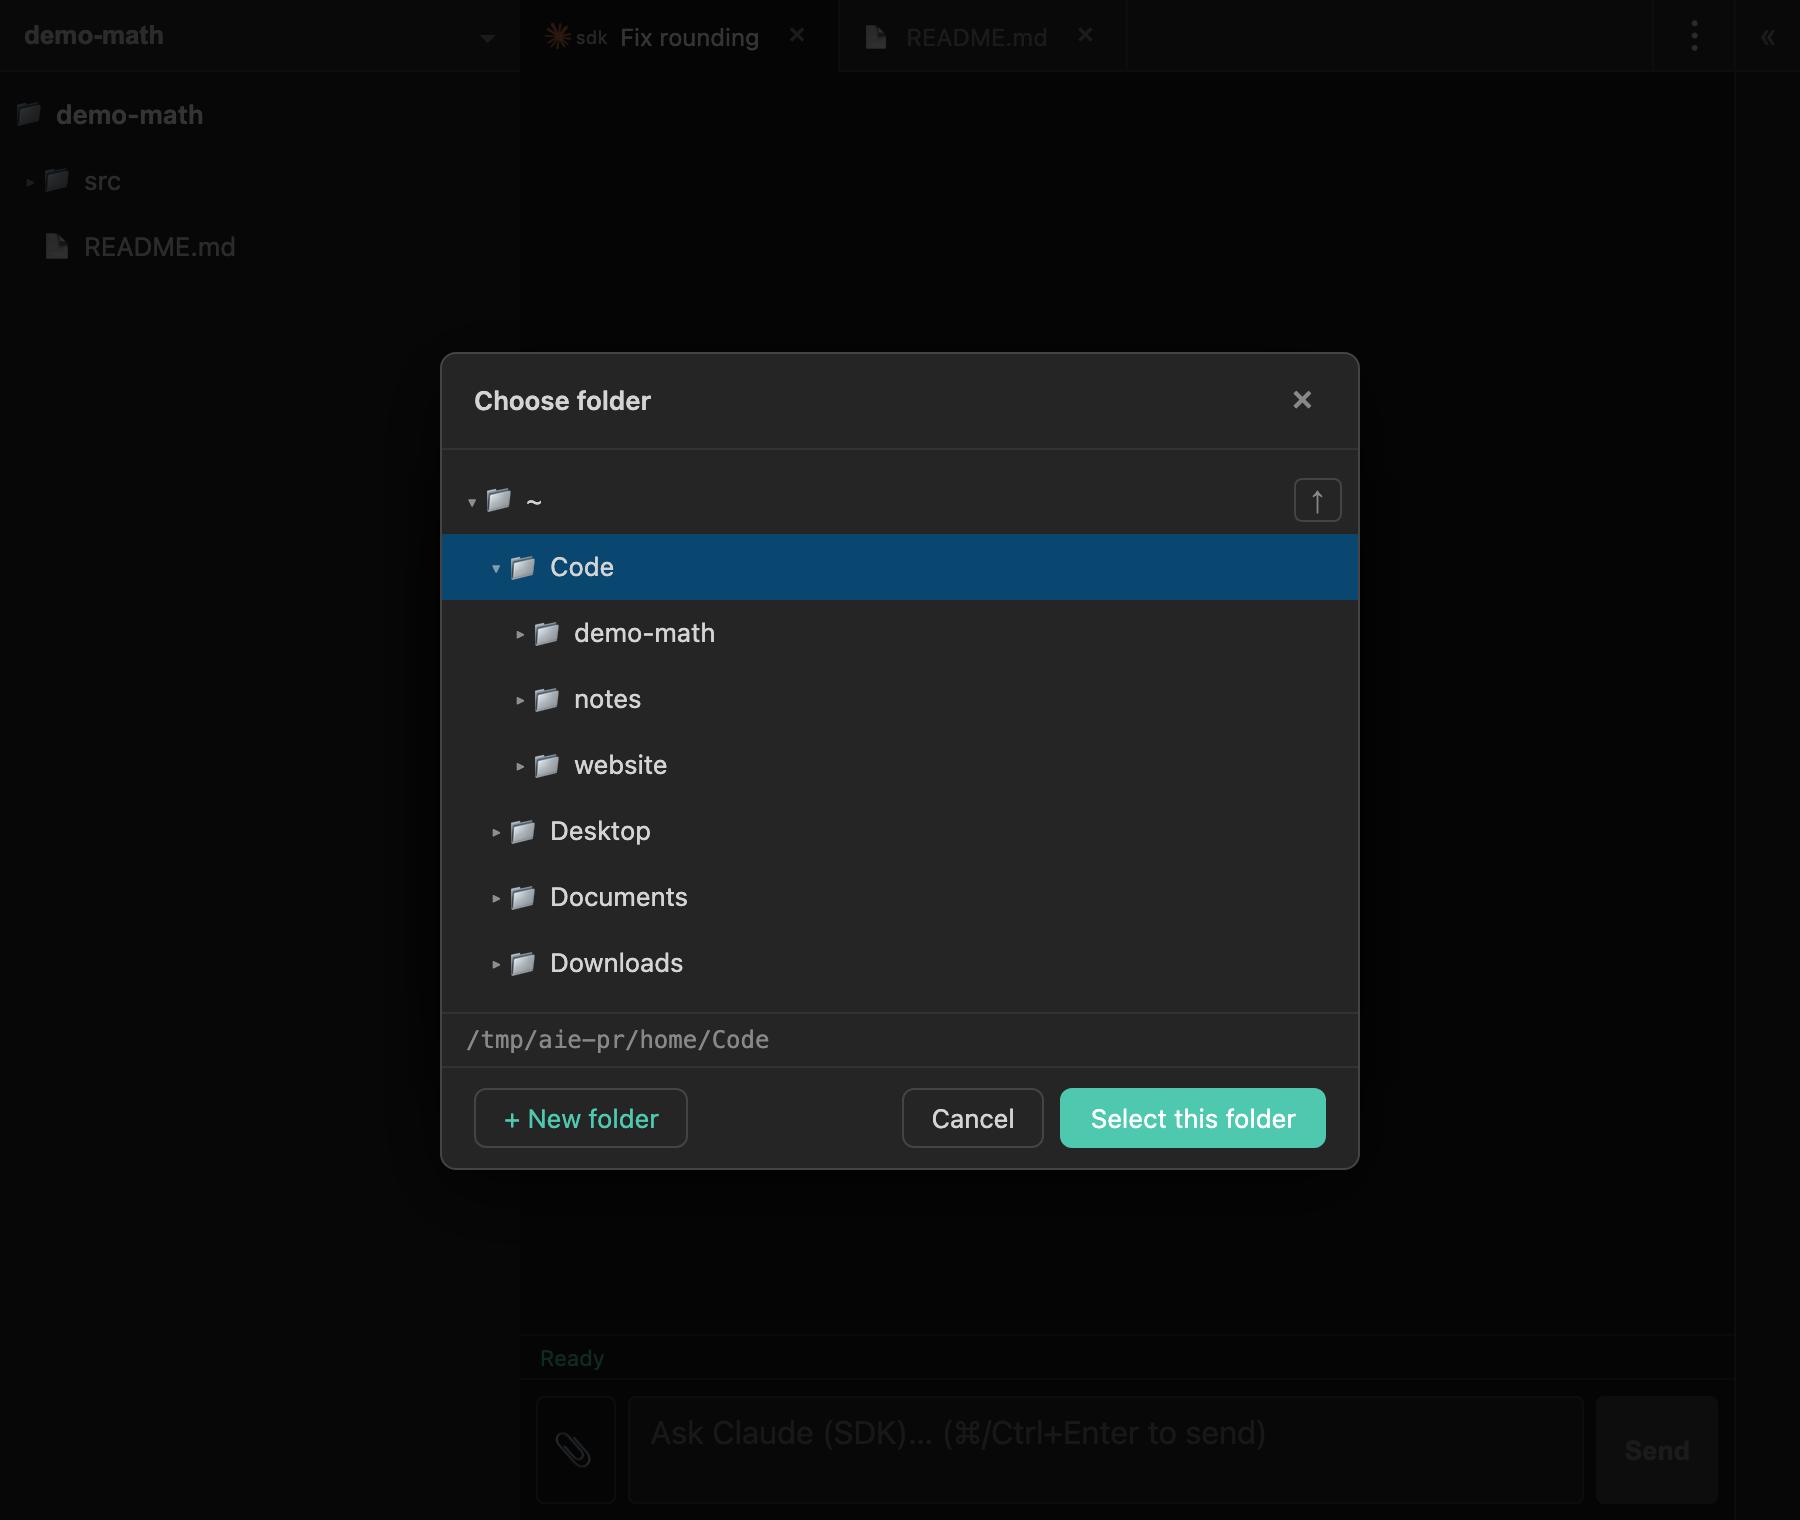 demo-math
sdk Fix rounding ×
README.md ×
«
demo-math
src
README.md
Choose folder ×
~ ↑
Code
demo-math
notes
website
Desktop
Documents
Downloads
/tmp/aie-pr/home/Code
+ New folder
Cancel
Select this folder
Ready
Ask Claude (SDK)... (⌘/Ctrl+Enter to send)
Send